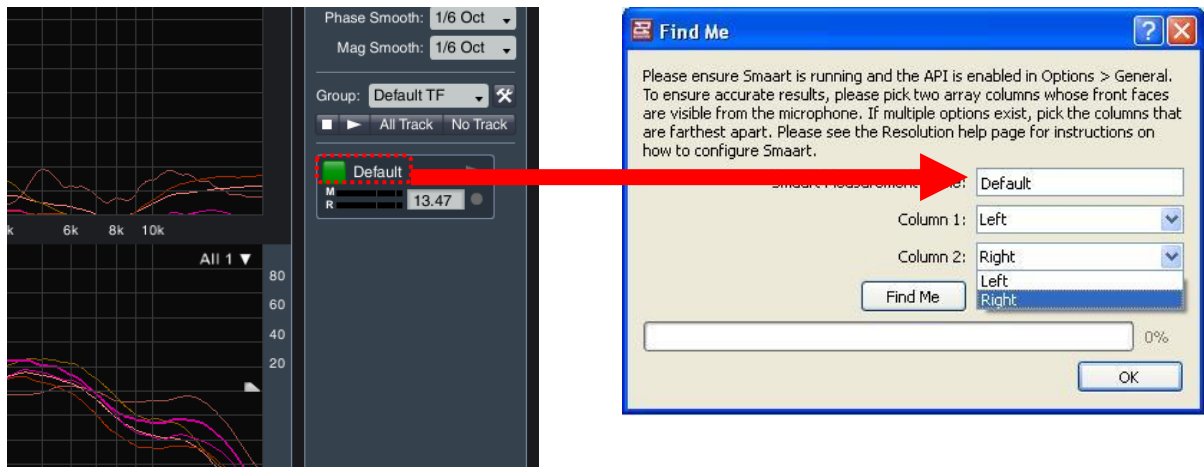 Phase Smooth: 1/6 Oct
Mag Smooth: 1/6 Oct
Group: Default TF
All Track No Track
Default
M
R
13.47
k 6k 8k 10k
All 1 ▼
80
60
40
20
Find Me
Please ensure Smaart is running and the API is enabled in Options > General.
To ensure accurate results, please pick two array columns whose front faces
are visible from the microphone. If multiple options exist, pick the columns that
are farthest apart. Please see the Resolution help page for instructions on
how to configure Smaart.
Smaart Measurement Default
Column 1: Left
Column 2: Right
Left
Find Me Right
0%
OK